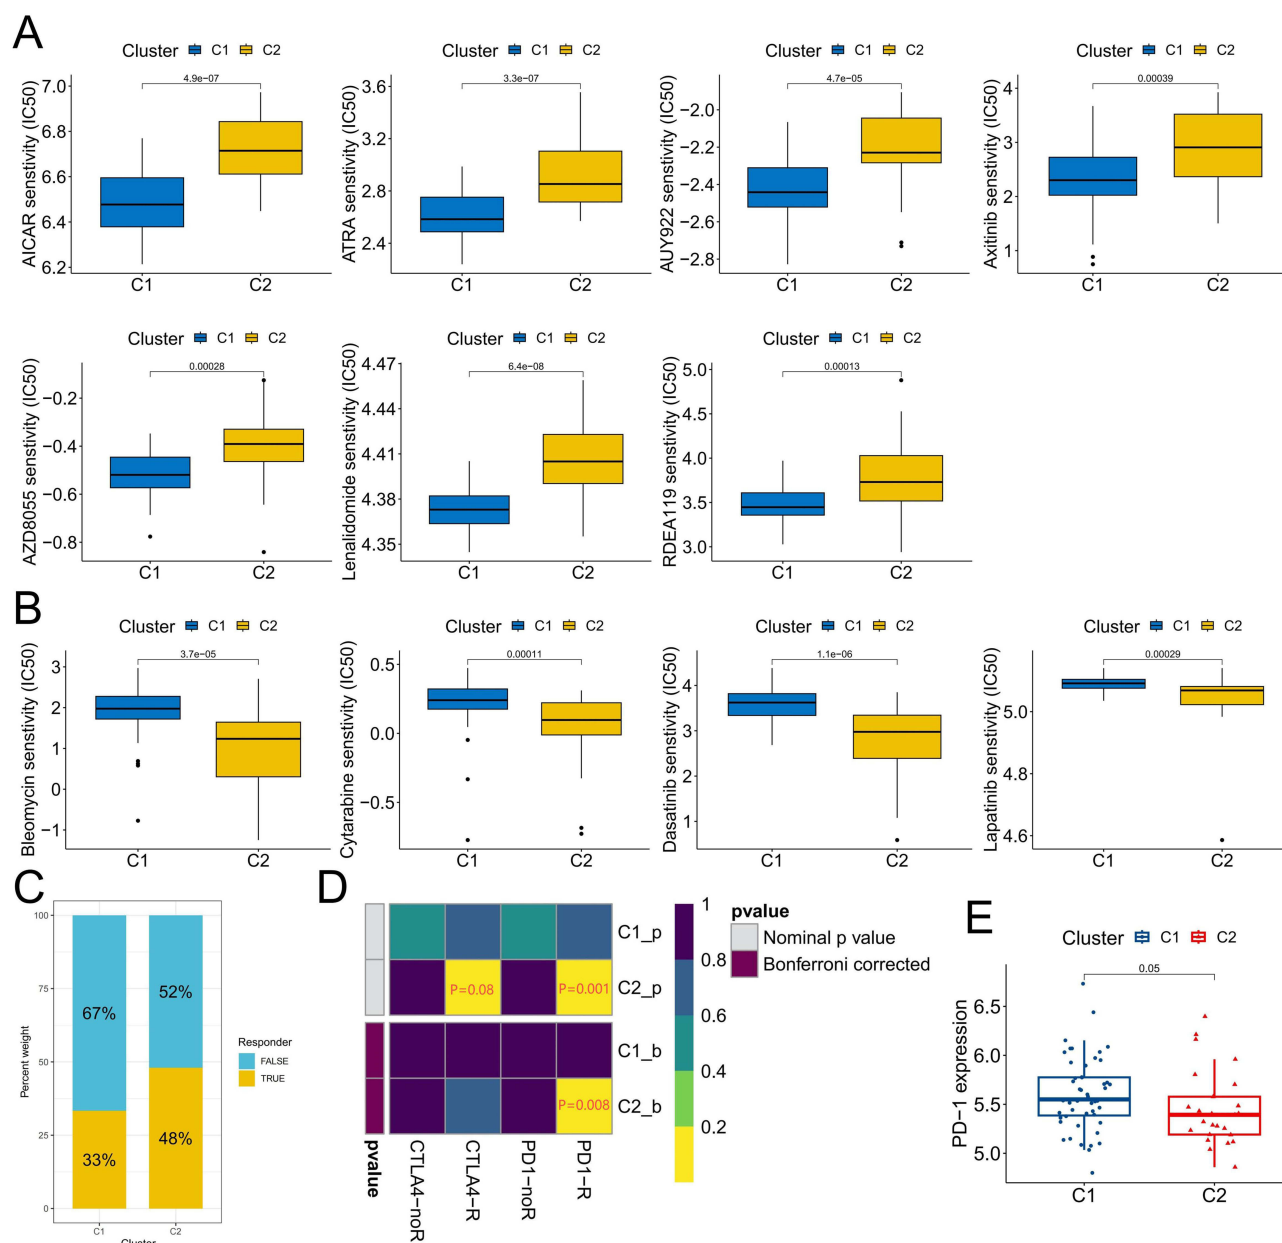 A
Cluster C1 C2
AICAR senstivity (IC50)
4.9e−07
7.0
6.8
6.6
6.4
6.2
C1 C2
Cluster C1 C2
ATRA senstivity (IC50)
3.3e−07
3.6
3.2
2.8
2.4
C1 C2
Cluster C1 C2
AUY922 senstivity (IC50)
4.7e−05
−2.0
−2.2
−2.4
−2.6
−2.8
C1 C2
Cluster C1 C2
Axitinib senstivity (IC50)
0.00039
4
3
2
1
C1 C2
Cluster C1 C2
AZD8055 senstivity (IC50)
0.00028
−0.2
−0.4
−0.6
−0.8
C1 C2
Cluster C1 C2
Lenalidomide senstivity (IC50)
6.4e−08
4.47
4.44
4.41
4.38
4.35
C1 C2
Cluster C1 C2
RDEA119 senstivity (IC50)
0.00013
5.0
4.5
4.0
3.5
3.0
C1 C2
B
Cluster C1 C2
Bleomycin senstivity (IC50)
3.7e−05
3
2
1
0
−1
C1 C2
Cluster C1 C2
Cytarabine senstivity (IC50)
0.00011
0.5
0.0
−0.5
C1 C2
Cluster C1 C2
Dasatinib senstivity (IC50)
1.1e−06
4
3
2
1
C1 C2
Cluster C1 C2
Lapatinib senstivity (IC50)
0.00029
5.0
4.8
4.6
C1 C2
C
Percent weight
100
75
50
25
0
67%
33%
52%
48%
C1 C2
Cluster
Responder
FALSE
TRUE
D
C1_p
C2_p
C1_b
C2_b
P=0.08
P=0.001
P=0.008
pvalue
CTLA4−noR
CTLA4−R
PD1−noR
PD1−R
1
0.8
0.6
0.4
0.2
pvalue
Nominal p value
Bonferroni corrected
E
Cluster C1 C2
PD−1 expression
0.05
6.5
6.0
5.5
5.0
C1 C2